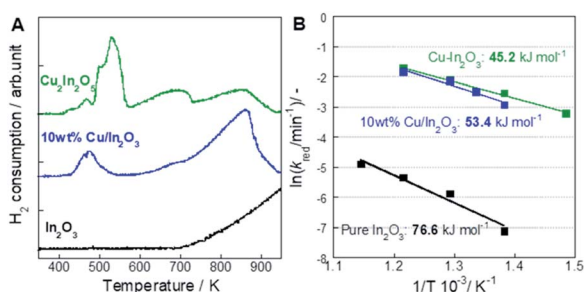 A
H₂ consumption / arb.unit
Cu₂In₂O₅
10wt% Cu/In₂O₃
In₂O₃
400 500 600 700 800 900
Temperature / K
B
ln(k_red/min⁻¹)/ -
0
-1
-2
-3
-4
-5
-6
-7
-8
Cu-In₂O₃: 45.2 kJ mol⁻¹
10wt% Cu/In₂O₃: 53.4 kJ mol⁻¹
Pure In₂O₃: 76.6 kJ mol⁻¹
1.1 1.2 1.3 1.4 1.5
1/T 10⁻³/ K⁻¹